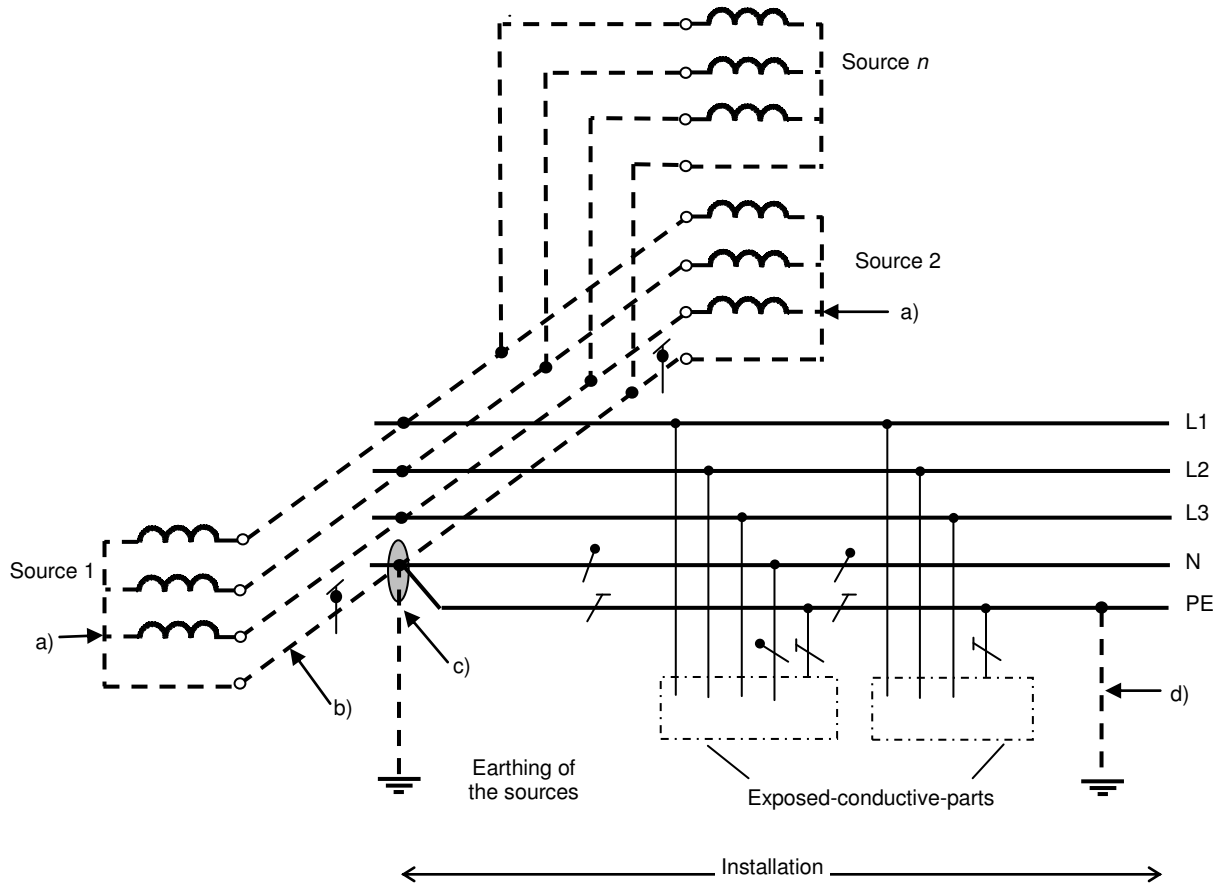 Source n
Source 2
a)
L1
L2
L3
N
PE
Source 1
a)
b)
c)
d)
Earthing of
the sources
Exposed-conductive-parts
Installation